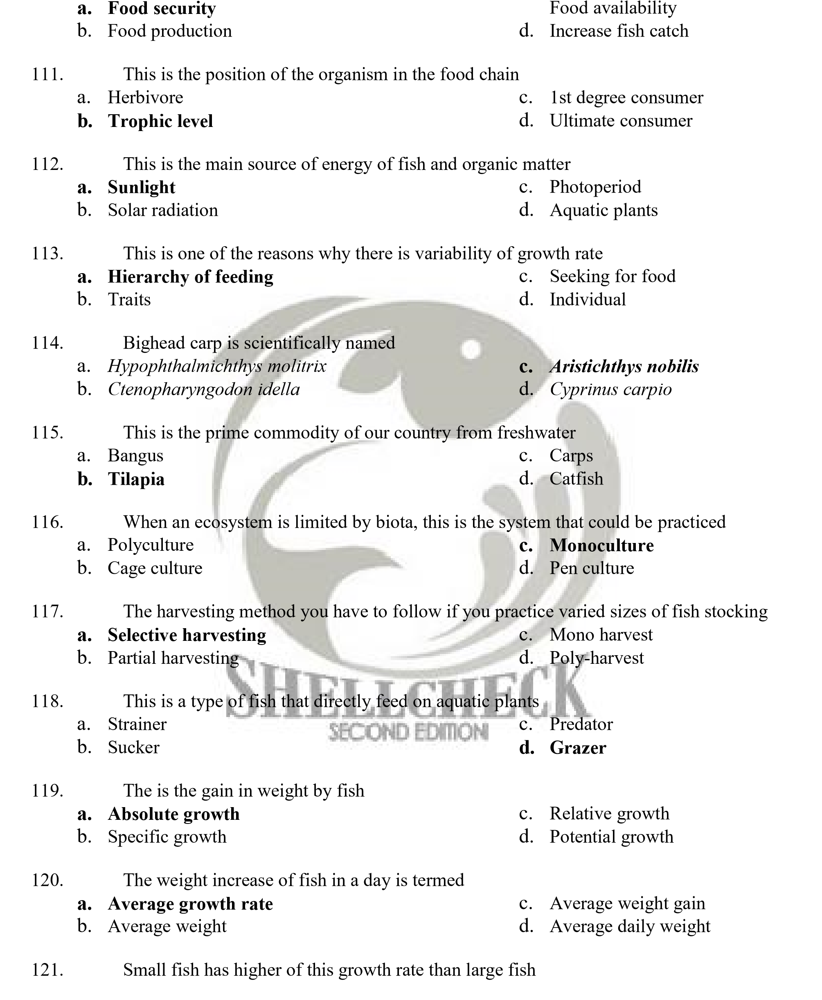 a. Food security Food availability
b. Food production d. Increase fish catch
111. This is the position of the organism in the food chain
a. Herbivore c. 1st degree consumer
b. Trophic level d. Ultimate consumer
112. This is the main source of energy of fish and organic matter
a. Sunlight c. Photoperiod
b. Solar radiation d. Aquatic plants
113. This is one of the reasons why there is variability of growth rate
a. Hierarchy of feeding c. Seeking for food
b. Traits d. Individual
114. Bighead carp is scientifically named
a. Hypophthalmichthys molitrix c. Aristichthys nobilis
b. Ctenopharyngodon idella d. Cyprinus carpio
115. This is the prime commodity of our country from freshwater
a. Bangus c. Carps
b. Tilapia d. Catfish
116. When an ecosystem is limited by biota, this is the system that could be practiced
a. Polyculture c. Monoculture
b. Cage culture d. Pen culture
117. The harvesting method you have to follow if you practice varied sizes of fish stocking
a. Selective harvesting c. Mono harvest
b. Partial harvesting d. Poly-harvest
SHELLCHECK
118. This is a type of fish that directly feed on aquatic plants
a. Strainer c. Predator
SECOND EDITION
b. Sucker d. Grazer
119. The is the gain in weight by fish
a. Absolute growth c. Relative growth
b. Specific growth d. Potential growth
120. The weight increase of fish in a day is termed
a. Average growth rate c. Average weight gain
b. Average weight d. Average daily weight
121. Small fish has higher of this growth rate than large fish